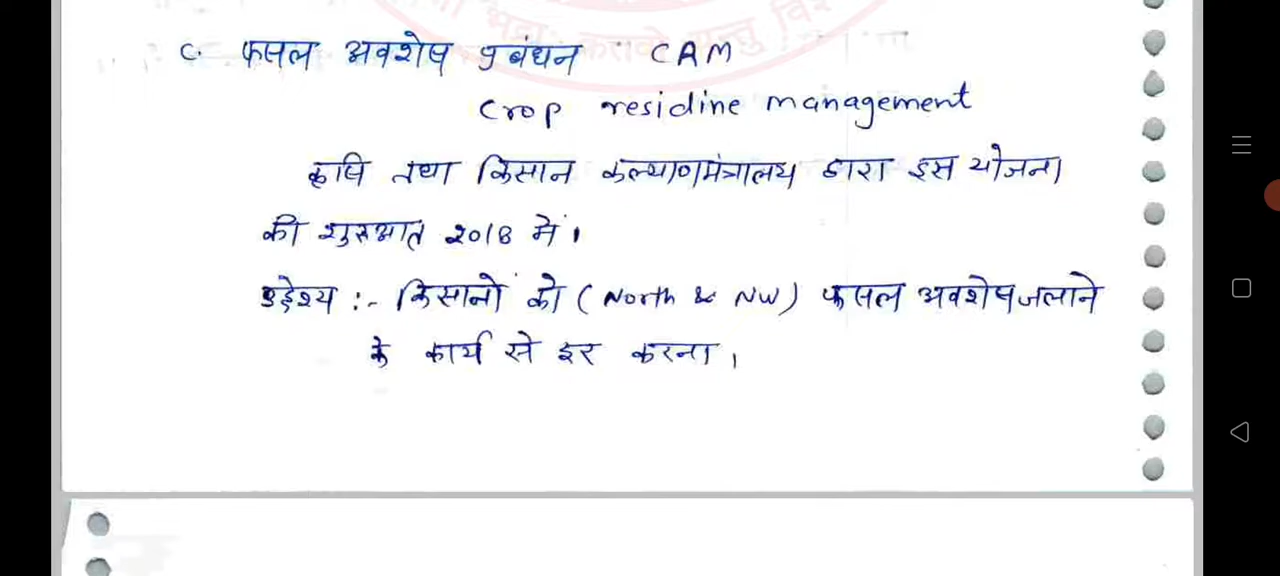 C. फसल अवशेष प्रबंधन CAM
Crop residine management
कृषि तथा किसान कल्याणमंत्रालय द्वारा इस योजना
की शुरुआत 2018 में।
उद्देश्य :- किसानों को (North & NW) फसल अवशेष जलाने
के कार्य से दूर करना।